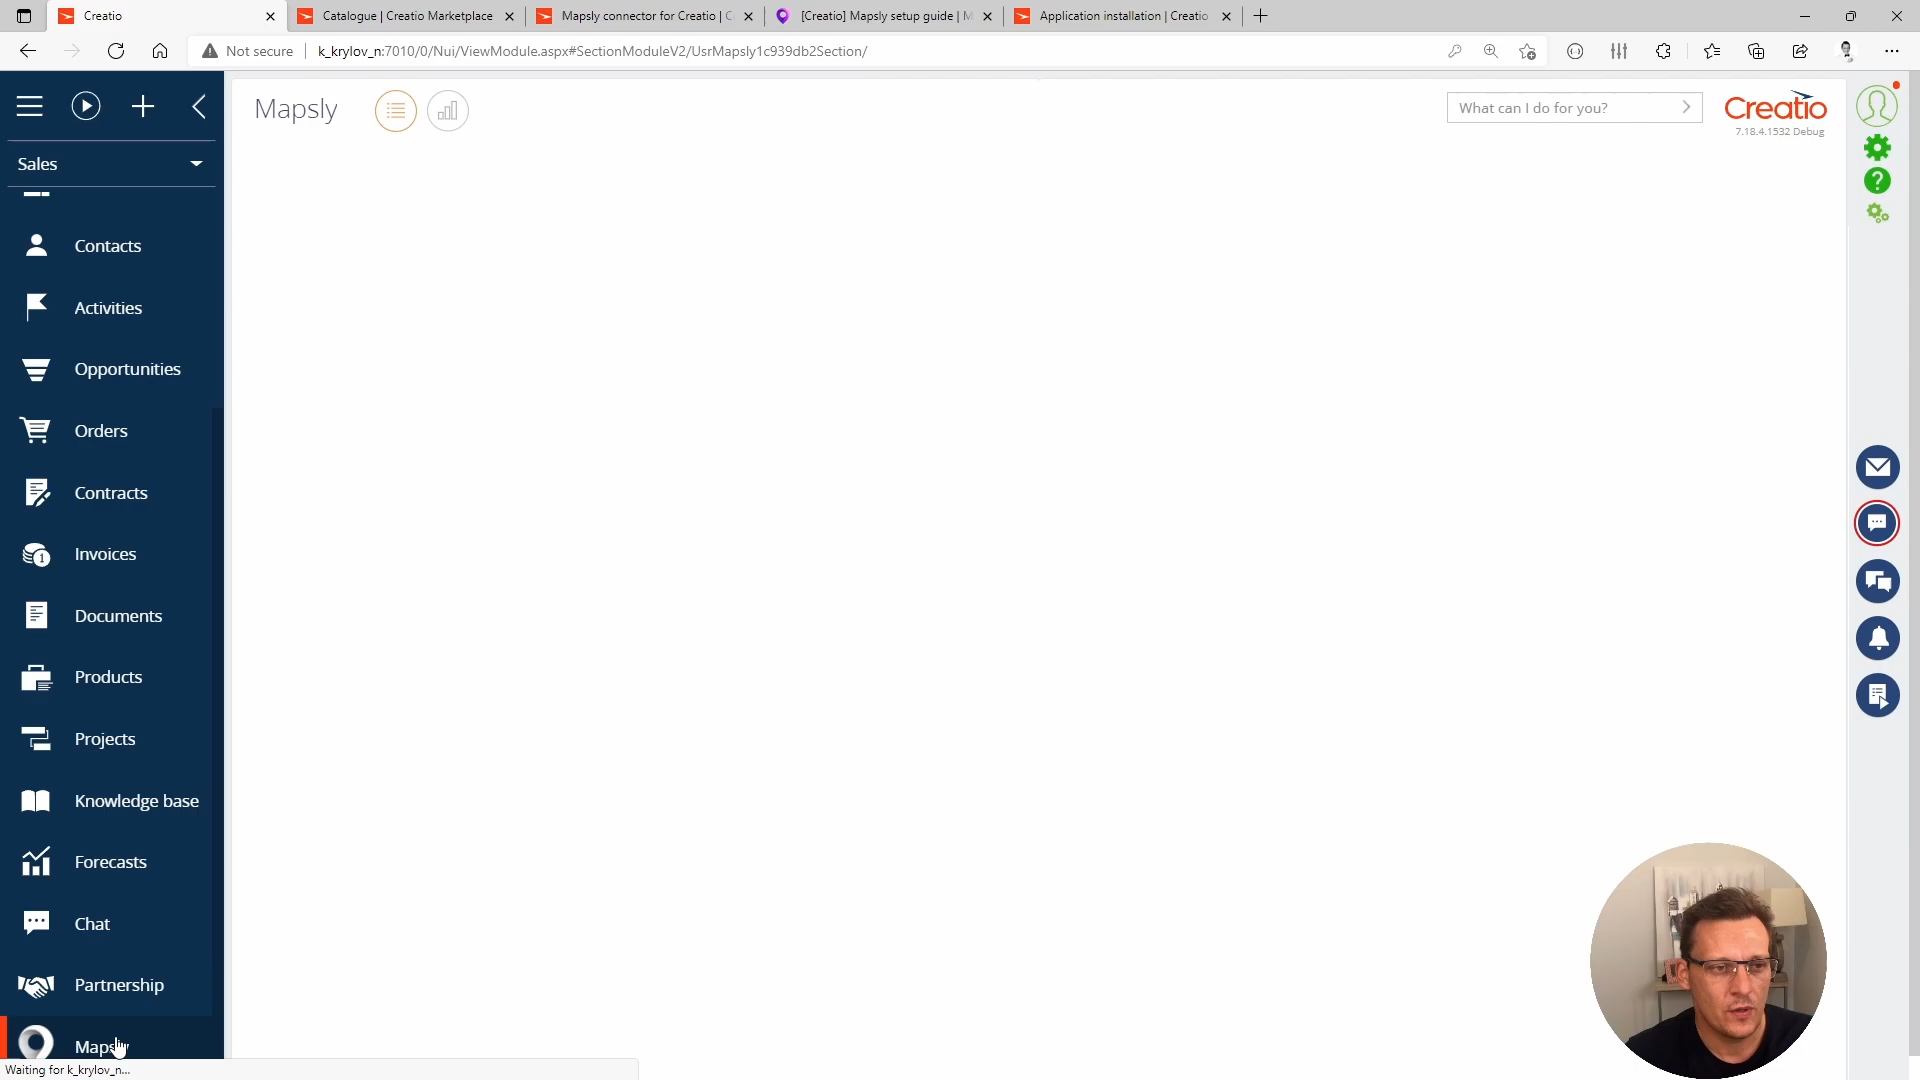 Creatio
Catalogue | Creatio Marketplace
Mapsly connector for Creatio |
[Creatio] Mapsly setup guide |
Application installation | Creatio
Not secure
k_krylov_n:7010/0/Nui/ViewModule.aspx#SectionModuleV2/UsrMapsly1c939db2Section/
Mapsly
What can I do for you?
Creatio
7.18.4.1532 Debug
Sales
Contacts
Activities
Opportunities
Orders
Contracts
Invoices
Documents
Products
Projects
Knowledge base
Forecasts
Chat
Partnership
Mapsly
Waiting for k_krylov_n...